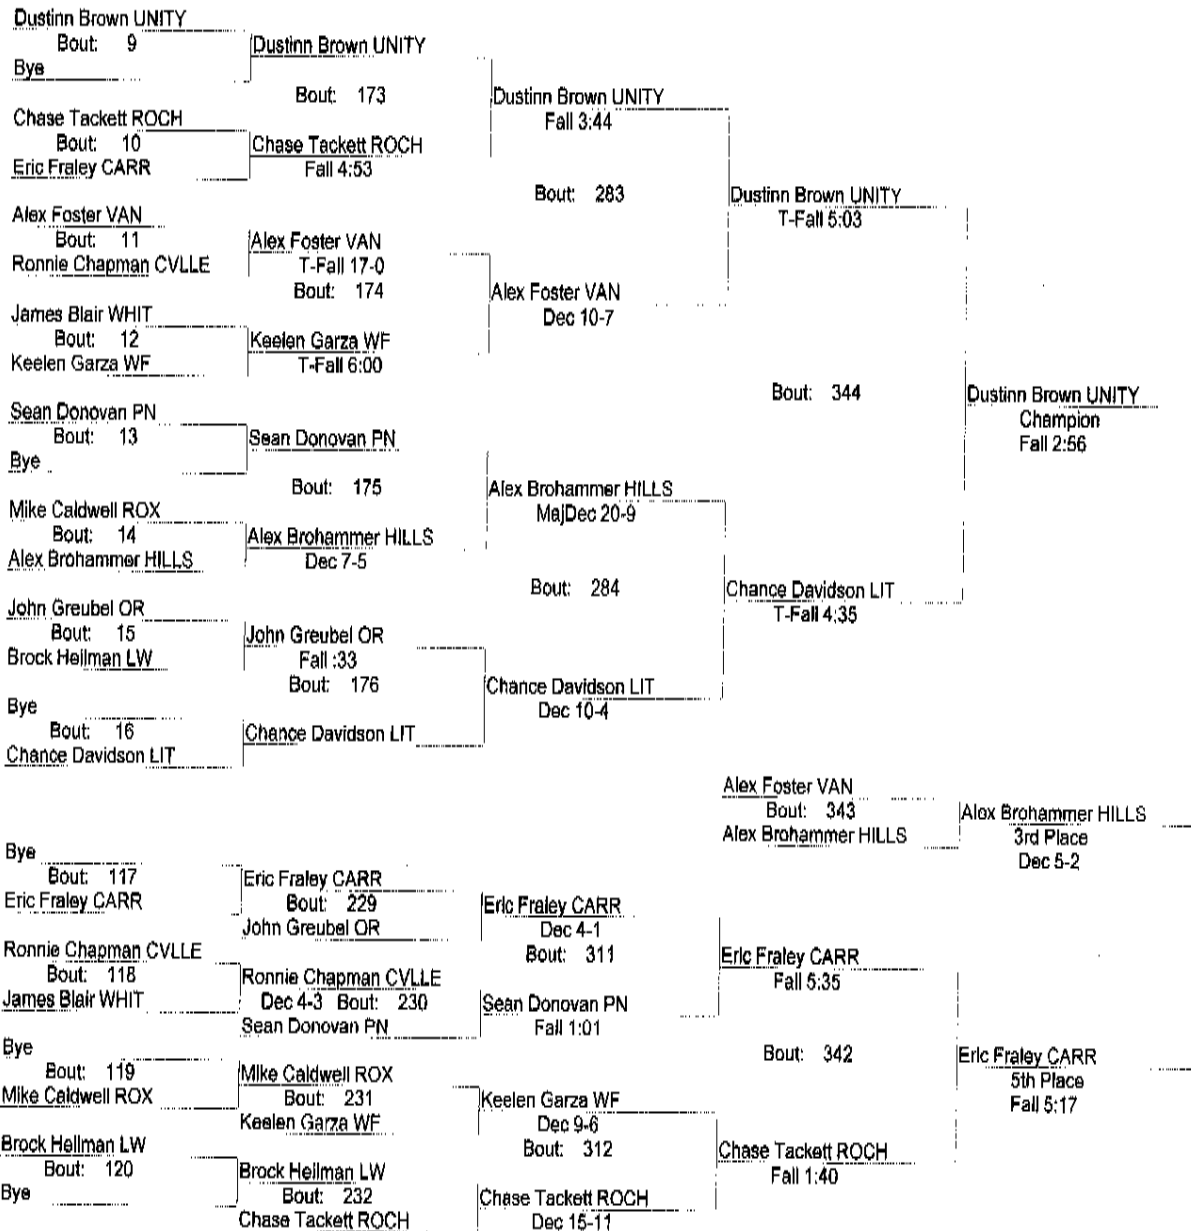 Dustinn Brown UNITY
Bout: 9
Bye
Dustinn Brown UNITY
Bout: 173
Chase Tackett ROCH
Bout: 10
Eric Fraley CARR
Chase Tackett ROCH
Fall 4:53
Dustinn Brown UNITY
Fall 3:44
Bout: 283
Alex Foster VAN
Bout: 11
Ronnie Chapman CVLLE
Alex Foster VAN
T-Fall 17-0
Bout: 174
James Blair WHIT
Bout: 12
Keelen Garza WF
Keelen Garza WF
T-Fall 6:00
Alex Foster VAN
Dec 10-7
Dustinn Brown UNITY
T-Fall 5:03
Bout: 344
Dustinn Brown UNITY
Champion
Fall 2:56
Sean Donovan PN
Bout: 13
Bye
Sean Donovan PN
Bout: 175
Mike Caldwell ROX
Bout: 14
Alex Brohammer HILLS
Alex Brohammer HILLS
Dec 7-5
Alex Brohammer HILLS
MajDec 20-9
Bout: 284
John Greubel OR
Bout: 15
Brock Heilman LW
John Greubel OR
Fall :33
Bout: 176
Bye
Bout: 16
Chance Davidson LIT
Chance Davidson LIT
Chance Davidson LIT
Dec 10-4
Chance Davidson LIT
T-Fall 4:35
Alex Foster VAN
Bout: 343
Alex Brohammer HILLS
Alex Brohammer HILLS
3rd Place
Dec 5-2
Bye
Bout: 117
Eric Fraley CARR
Eric Fraley CARR
Bout: 229
John Greubel OR
Eric Fraley CARR
Dec 4-1
Bout: 311
Ronnie Chapman CVLLE
Bout: 118
James Blair WHIT
Ronnie Chapman CVLLE
Dec 4-3 Bout: 230
Sean Donovan PN
Sean Donovan PN
Fall 1:01
Eric Fraley CARR
Fall 5:35
Bout: 342
Eric Fraley CARR
5th Place
Fall 5:17
Bye
Bout: 119
Mike Caldwell ROX
Mike Caldwell ROX
Bout: 231
Keelen Garza WF
Keelen Garza WF
Dec 9-6
Bout: 312
Brock Heilman LW
Bout: 120
Bye
Brock Heilman LW
Bout: 232
Chase Tackett ROCH
Chase Tackett ROCH
Dec 15-11
Chase Tackett ROCH
Fall 1:40